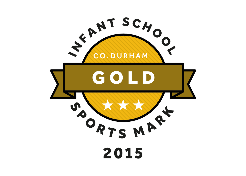 INFANT SCHOOL
CO.DURHAM
GOLD
SPORTS MARK
2015